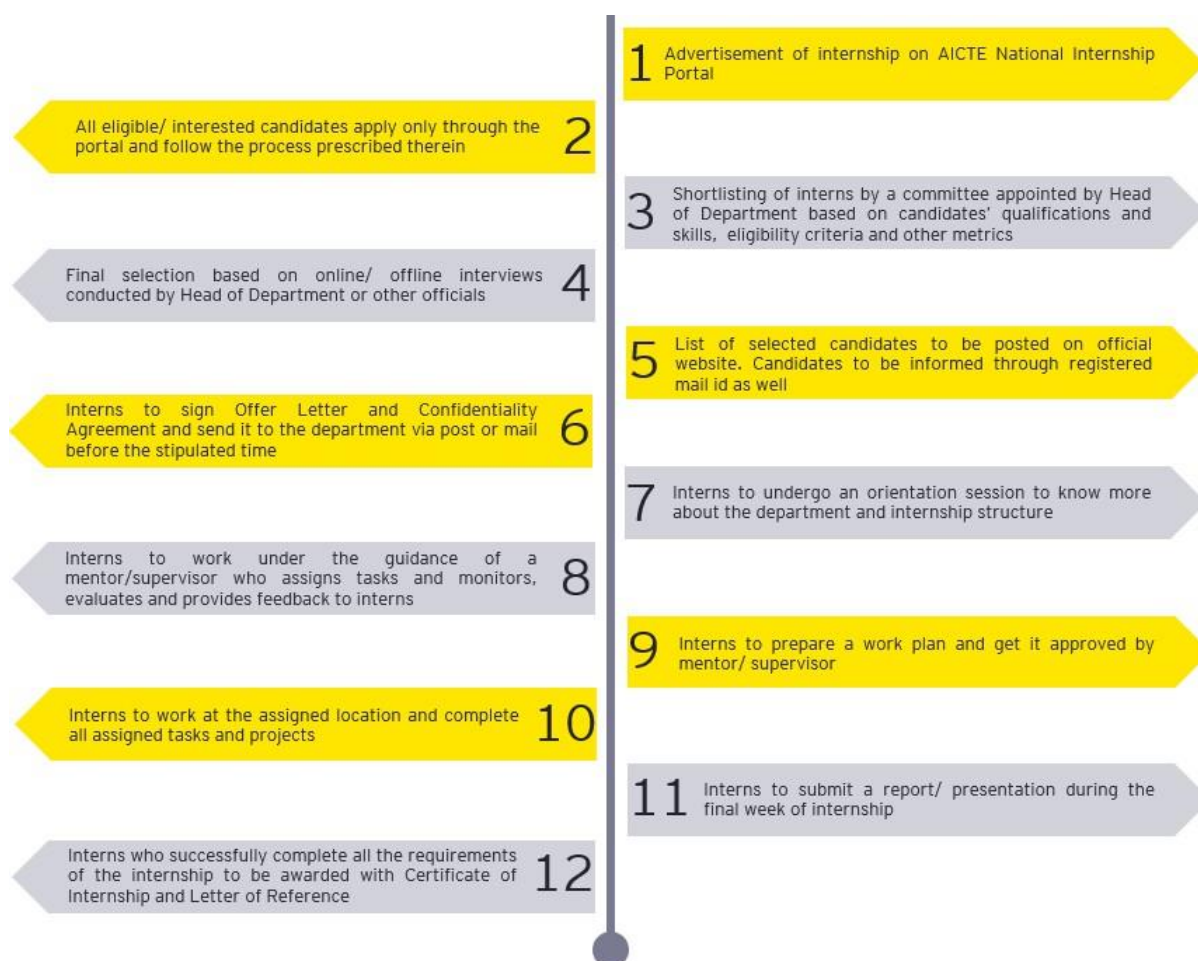 1 Advertisement of internship on AICTE National Internship
Portal
All eligible/ interested candidates apply only through the
portal and follow the process prescribed therein 2
3 Shortlisting of interns by a committee appointed by Head
of Department based on candidates' qualifications and
skills, eligibility criteria and other metrics
Final selection based on online/ offline interviews
conducted by Head of Department or other officials 4
5 List of selected candidates to be posted on official
website. Candidates to be informed through registered
mail id as well
Interns to sign Offer Letter and Confidentiality
Agreement and send it to the department via post or mail
before the stipulated time 6
7 Interns to undergo an orientation session to know more
about the department and internship structure
Interns to work under the guidance of a
mentor/supervisor who assigns tasks and monitors,
evaluates and provides feedback to interns 8
9 Interns to prepare a work plan and get it approved by
mentor/ supervisor
Interns to work at the assigned location and complete
all assigned tasks and projects 10
11 Interns to submit a report/ presentation during the
final week of internship
Interns who successfully complete all the requirements
of the internship to be awarded with Certificate of
Internship and Letter of Reference 12